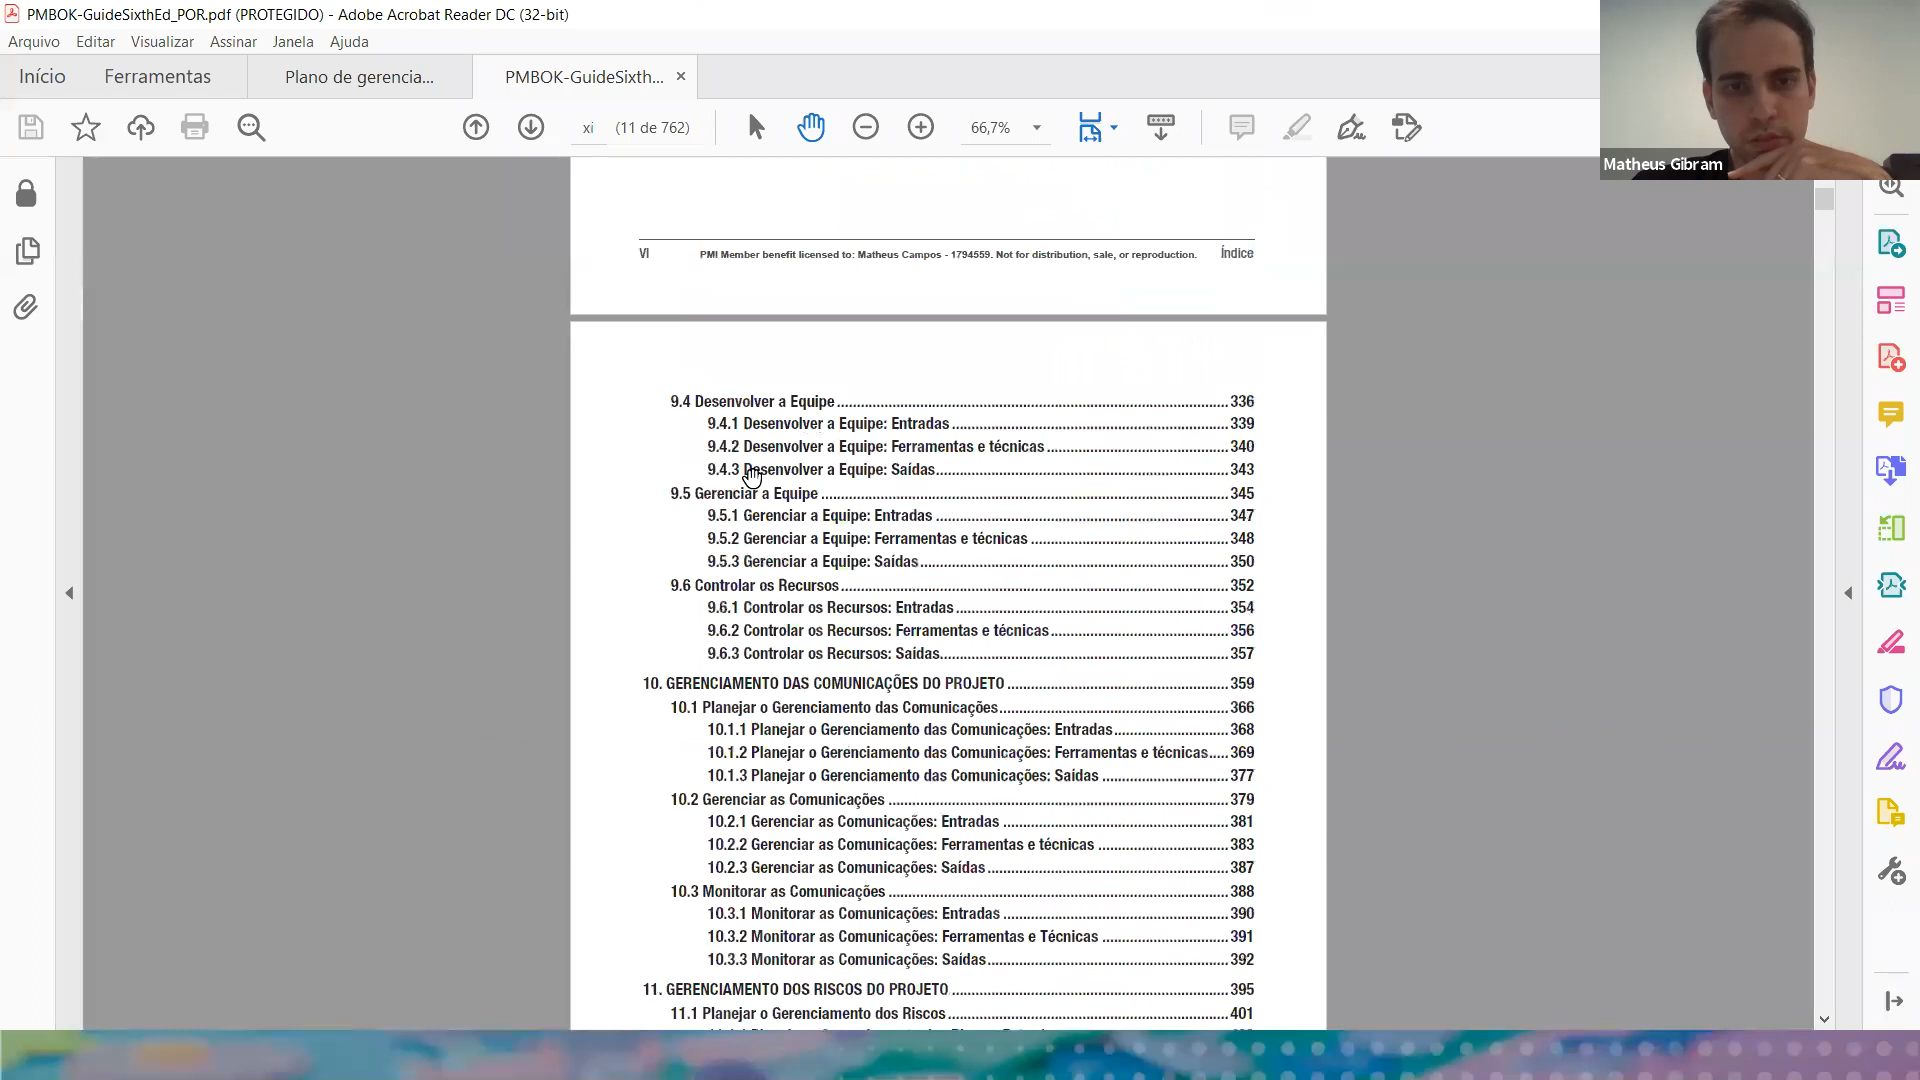 PMBOK-GuideSixthEd_POR.pdf (PROTEGIDO) - Adobe Acrobat Reader DC (32-bit)
Arquivo Editar Visualizar Assinar Janela Ajuda
Início Ferramentas Plano de gerencia... PMBOK-GuideSixth... ×
xi (11 de 762) 66,7%
Matheus Gibram
VI PMI Member benefit licensed to: Matheus Campos - 1794559. Not for distribution, sale, or reproduction. Índice
9.4 Desenvolver a Equipe ... 336
9.4.1 Desenvolver a Equipe: Entradas ... 339
9.4.2 Desenvolver a Equipe: Ferramentas e técnicas ... 340
9.4.3 Desenvolver a Equipe: Saídas ... 343
9.5 Gerenciar a Equipe ... 345
9.5.1 Gerenciar a Equipe: Entradas ... 347
9.5.2 Gerenciar a Equipe: Ferramentas e técnicas ... 348
9.5.3 Gerenciar a Equipe: Saídas ... 350
9.6 Controlar os Recursos ... 352
9.6.1 Controlar os Recursos: Entradas ... 354
9.6.2 Controlar os Recursos: Ferramentas e técnicas ... 356
9.6.3 Controlar os Recursos: Saídas ... 357
10. GERENCIAMENTO DAS COMUNICAÇÕES DO PROJETO ... 359
10.1 Planejar o Gerenciamento das Comunicações ... 366
10.1.1 Planejar o Gerenciamento das Comunicações: Entradas ... 368
10.1.2 Planejar o Gerenciamento das Comunicações: Ferramentas e técnicas ... 369
10.1.3 Planejar o Gerenciamento das Comunicações: Saídas ... 377
10.2 Gerenciar as Comunicações ... 379
10.2.1 Gerenciar as Comunicações: Entradas ... 381
10.2.2 Gerenciar as Comunicações: Ferramentas e técnicas ... 383
10.2.3 Gerenciar as Comunicações: Saídas ... 387
10.3 Monitorar as Comunicações ... 388
10.3.1 Monitorar as Comunicações: Entradas ... 390
10.3.2 Monitorar as Comunicações: Ferramentas e Técnicas ... 391
10.3.3 Monitorar as Comunicações: Saídas ... 392
11. GERENCIAMENTO DOS RISCOS DO PROJETO ... 395
11.1 Planejar o Gerenciamento dos Riscos ... 401